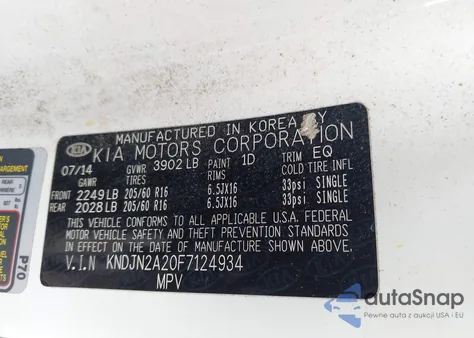 MANUFACTURED IN KOREA BY
KIA KIA MOTORS CORPORATION
07/14 GVWR 3902 LB PAINT 1D TRIM EQ
GAWR TIRES RIMS COLD TIRE INFL
FRONT 2249 LB 205/60 R16 6.5JX16 33psi SINGLE
REAR 2028 LB 205/60 R16 6.5JX16 33psi SINGLE
THIS VEHICLE CONFORMS TO ALL APPLICABLE U.S. FEDERAL
MOTOR VEHICLE SAFETY AND THEFT PREVENTION STANDARDS
IN EFFECT ON THE DATE OF MANUFACTURE SHOWN ABOVE.
V.I.N KNDJN2A20F7124934
MPV
P70
autoSnap
Pewne auta z aukcji USA i EU